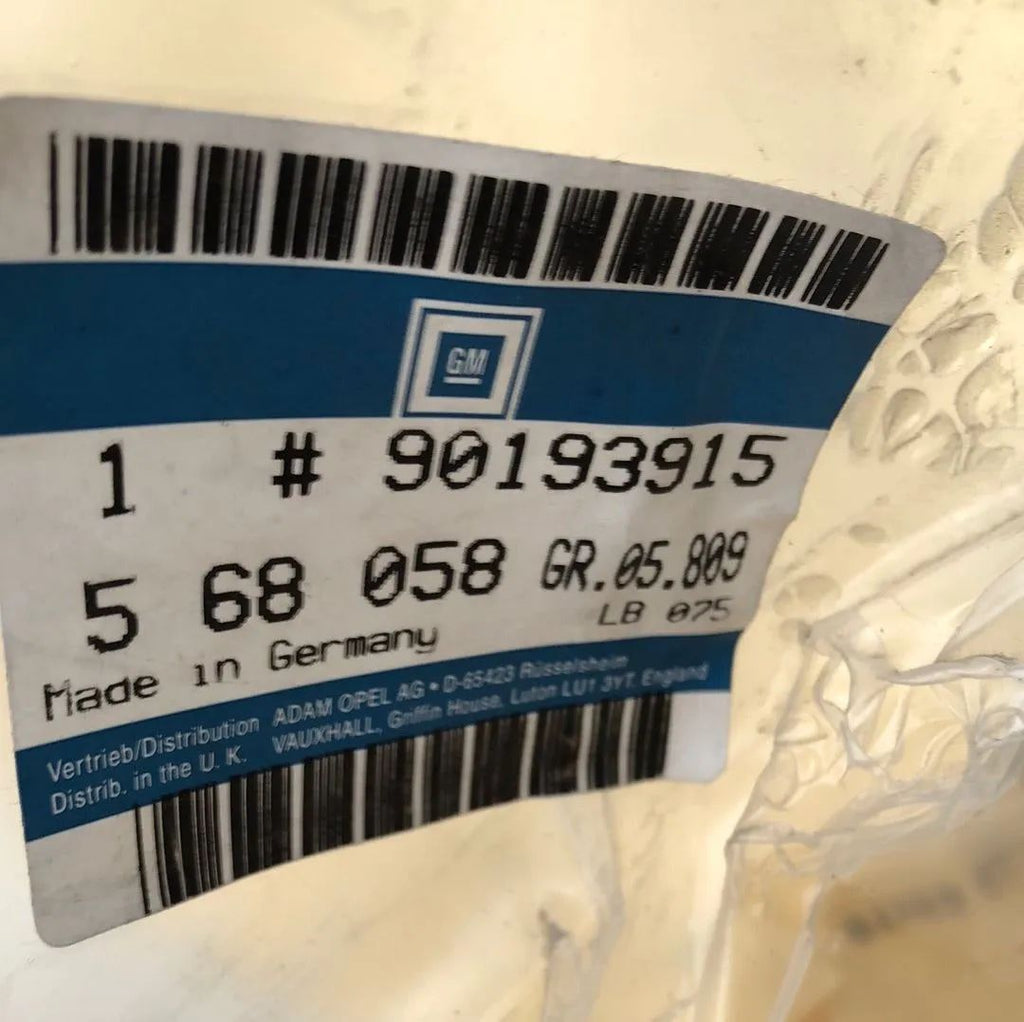 GM
1 # 90193915
5 68 058 GR.05.809
LB 075
Made in Germany
Vertrieb/Distribution ADAM OPEL AG • D-65423 Rüsselsheim
Distrib. in the U. K. VAUXHALL, Griffin House, Luton LU1 3YT, England